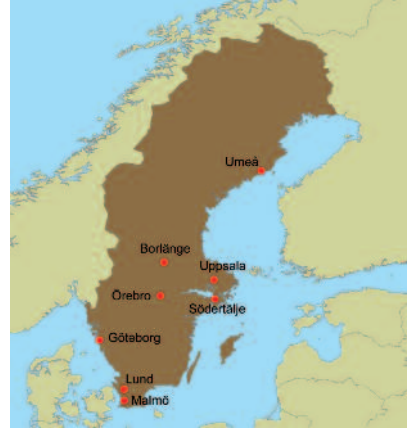 Umeå
Borlänge
Uppsala
Örebro
Södertälje
Göteborg
Lund
Malmö